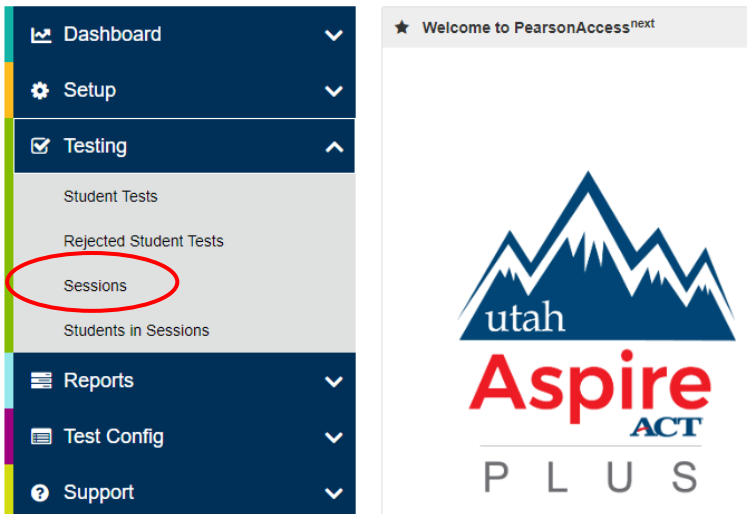 Dashboard
Setup
Testing
Student Tests
Rejected Student Tests
Sessions
Students in Sessions
Reports
Test Config
Support
Welcome to PearsonAccessnext
utah
Aspire
ACT
PLUS